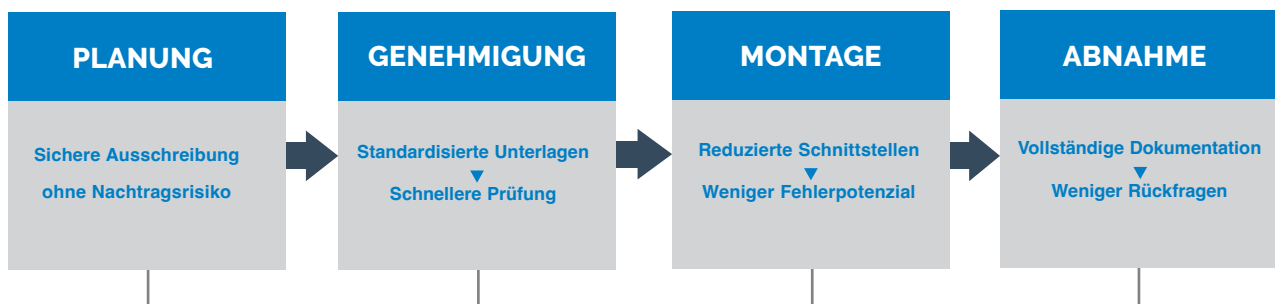 PLANUNG
Sichere Ausschreibung
ohne Nachtragsrisiko
GENEHMIGUNG
Standardisierte Unterlagen
Schnellere Prüfung
MONTAGE
Reduzierte Schnittstellen
Weniger Fehlerpotenzial
ABNAHME
Vollständige Dokumentation
Weniger Rückfragen